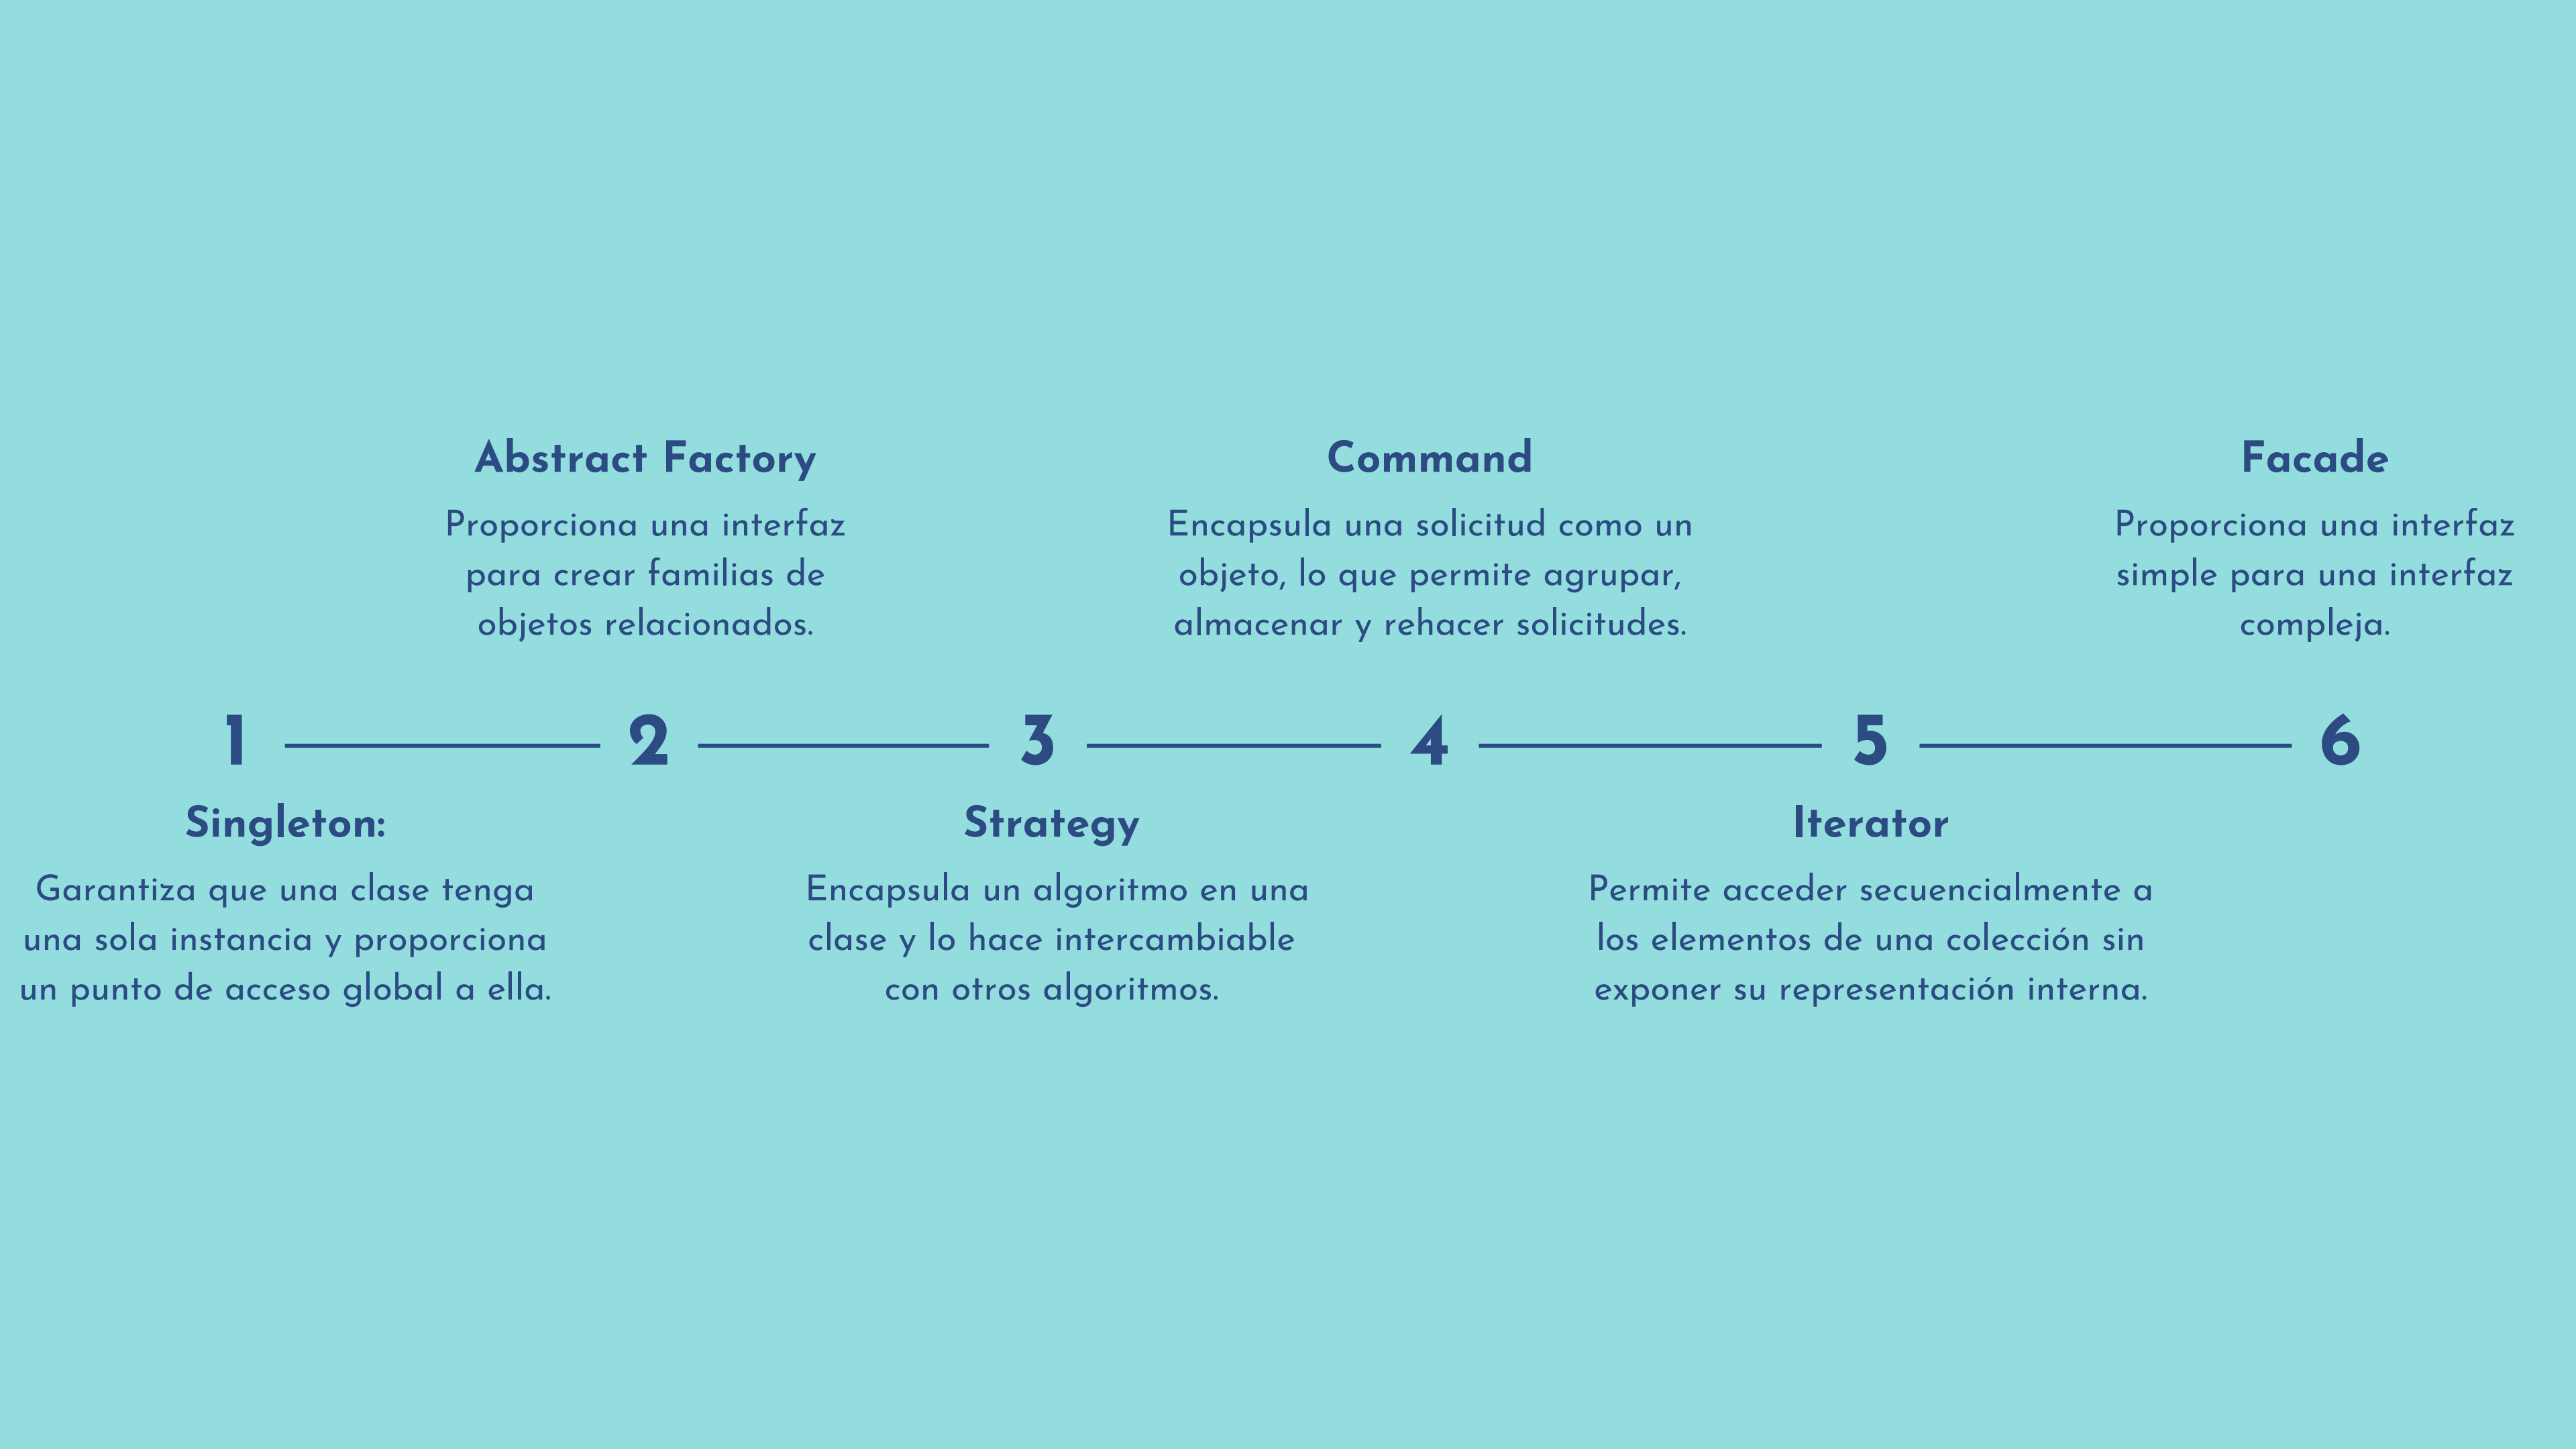 Abstract Factory
Proporciona una interfaz
para crear familias de
objetos relacionados.
Command
Encapsula una solicitud como un
objeto, lo que permite agrupar,
almacenar y rehacer solicitudes.
Facade
Proporciona una interfaz
simple para una interfaz
compleja.
1 2 3 4 5 6
Singleton:
Garantiza que una clase tenga
una sola instancia y proporciona
un punto de acceso global a ella.
Strategy
Encapsula un algoritmo en una
clase y lo hace intercambiable
con otros algoritmos.
Iterator
Permite acceder secuencialmente a
los elementos de una colección sin
exponer su representación interna.